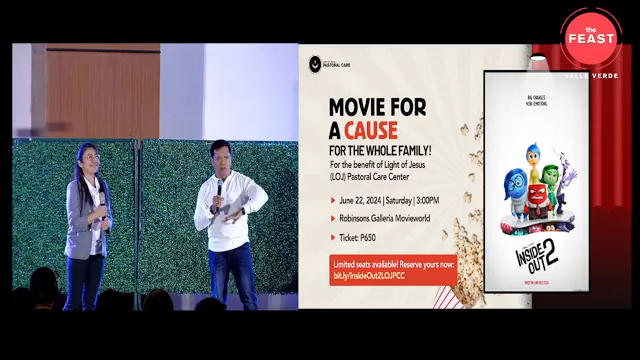 the
FEAST
VALLE VERDE
PASTORAL CARE
MOVIE FOR
A CAUSE
FOR THE WHOLE FAMILY!
For the benefit of Light of Jesus
(LOJ) Pastoral Care Center
June 22, 2024 | Saturday | 3:00PM
Robinsons Galleria Movieworld
Ticket: P650
Limited seats available! Reserve yours now:
bit.ly/InsideOut2LOJPCC
BIG CHANGES.
NEW EMOTIONS.
INSIDE
OUT 2